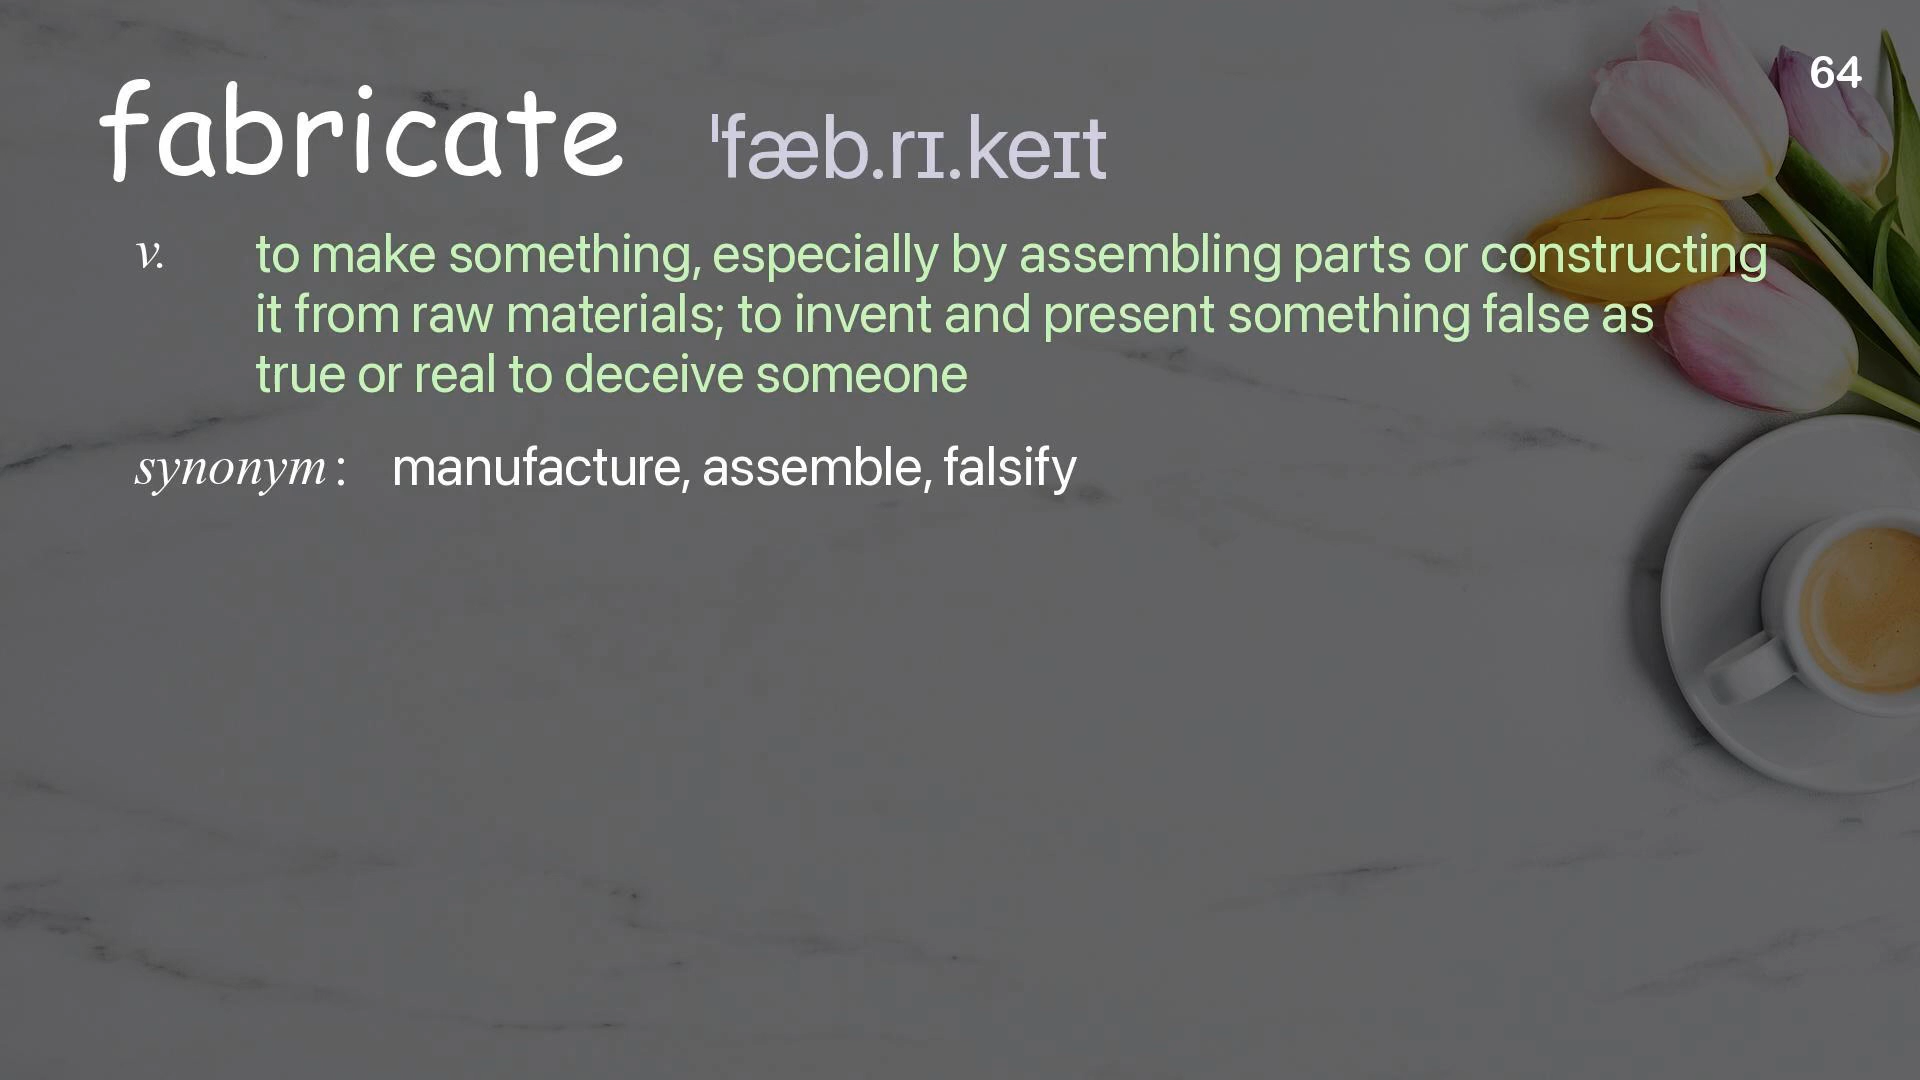 64
fabricate ˈfæb.rɪ.keɪt
v. to make something, especially by assembling parts or constructing
it from raw materials; to invent and present something false as
true or real to deceive someone
synonym: manufacture, assemble, falsify